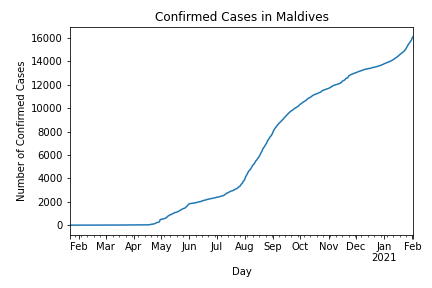 Confirmed Cases in Maldives
Number of Confirmed Cases
16000
14000
12000
10000
8000
6000
4000
2000
0
Feb Mar Apr May Jun Jul Aug Sep Oct Nov Dec Jan Feb
2021
Day